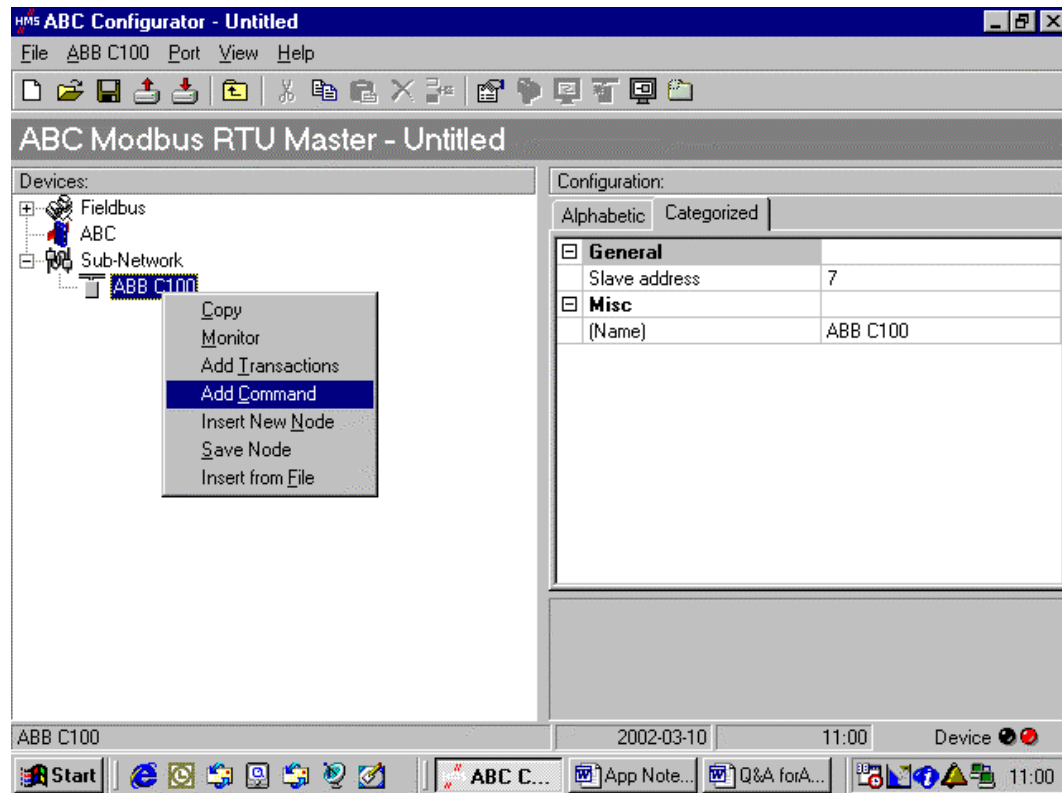 HMS ABC Configurator - Untitled
File ABB C100 Port View Help
ABC Modbus RTU Master - Untitled
Devices:
Fieldbus
ABC
Sub-Network
ABB C100
Copy
Monitor
Add Transactions
Add Command
Insert New Node
Save Node
Insert from File
Configuration:
Alphabetic Categorized
General
Slave address 7
Misc
(Name) ABB C100
ABB C100 2002-03-10 11:00 Device
Start ABC C... App Note... Q&A forA... 11:00